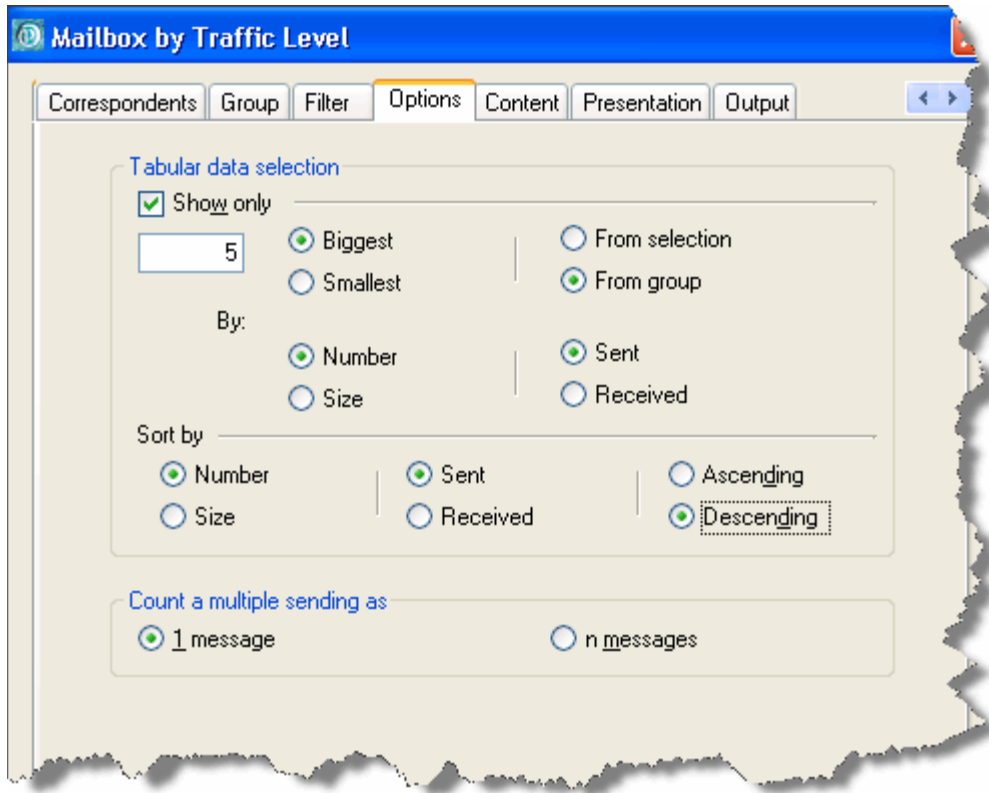 Mailbox by Traffic Level
Correspondents Group Filter Options Content Presentation Output
Tabular data selection
Show only
5 Biggest From selection
Smallest From group
By:
Number Sent
Size Received
Sort by
Number Sent Ascending
Size Received Descending
Count a multiple sending as
1 message n messages